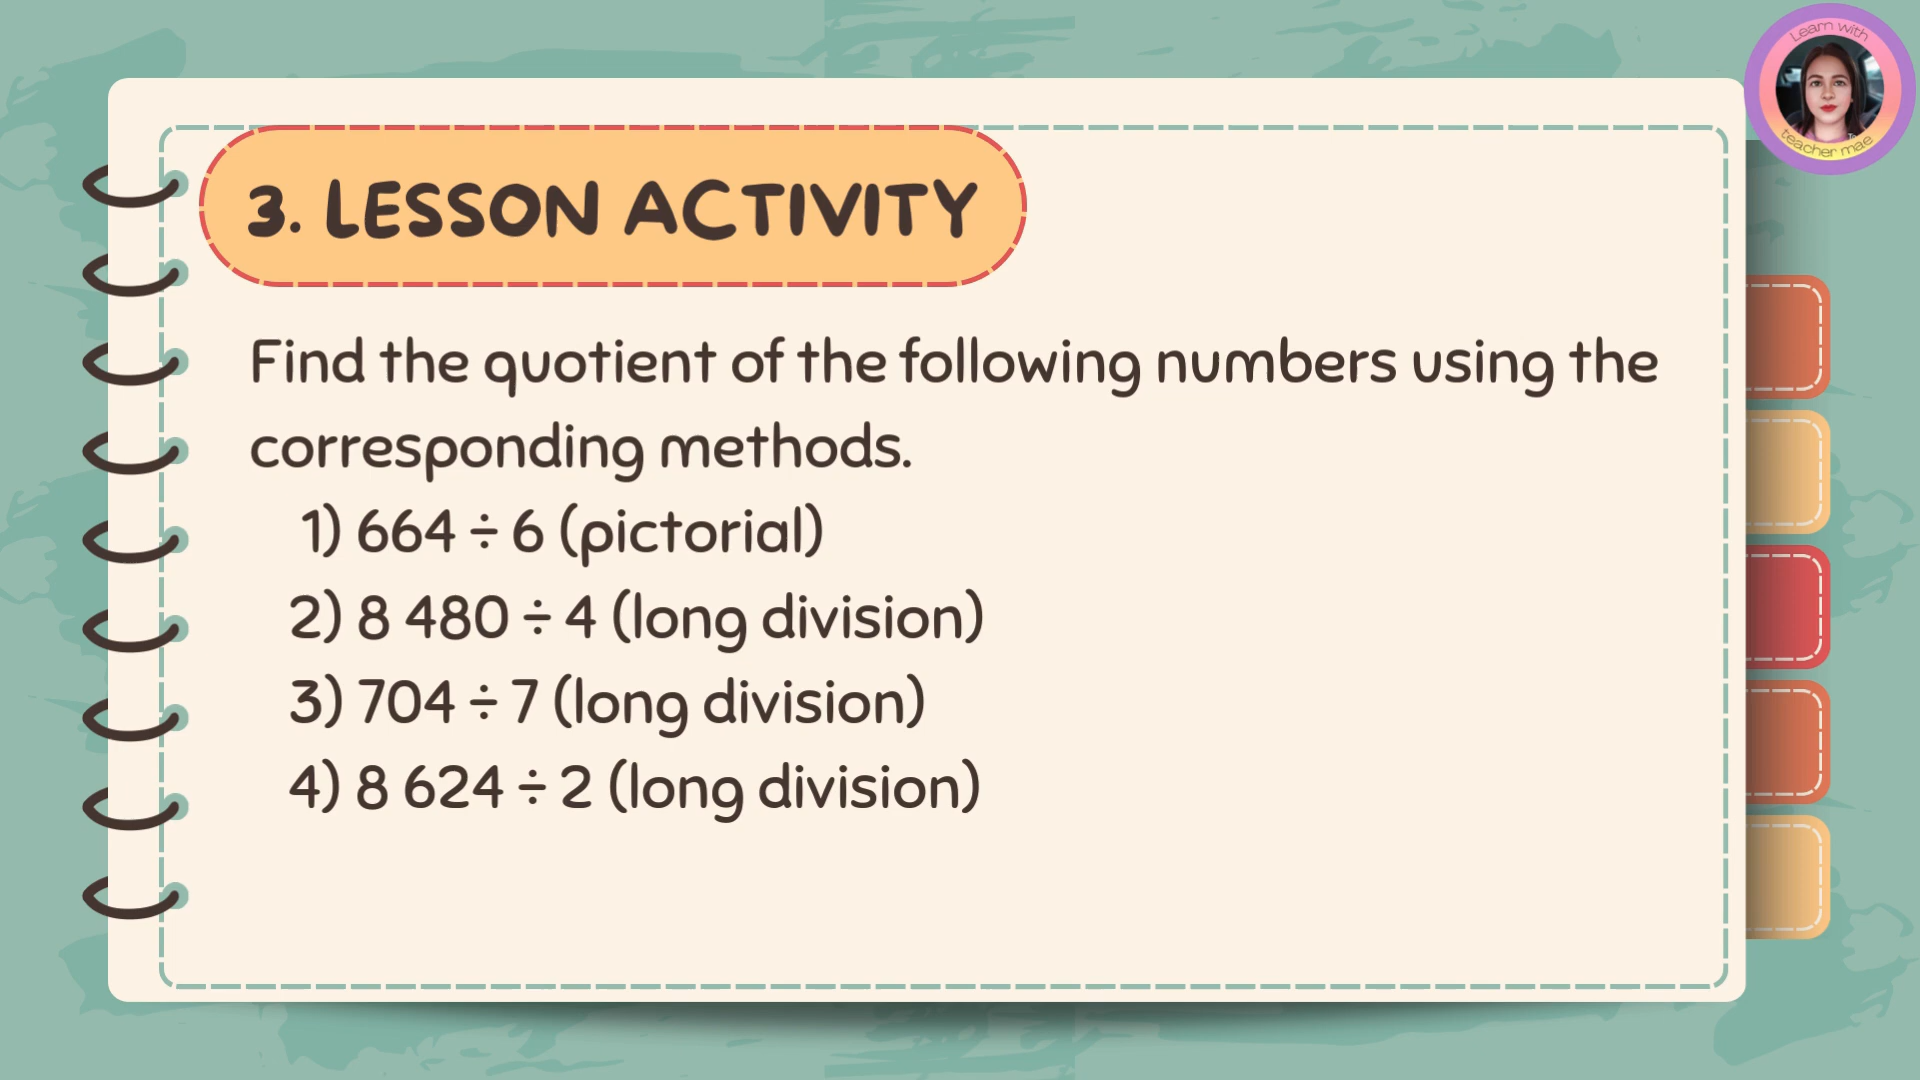 Learn with
teacher mae
3. LESSON ACTIVITY
Find the quotient of the following numbers using the
corresponding methods.
1) 664 ÷ 6 (pictorial)
2) 8 480 ÷ 4 (long division)
3) 704 ÷ 7 (long division)
4) 8 624 ÷ 2 (long division)